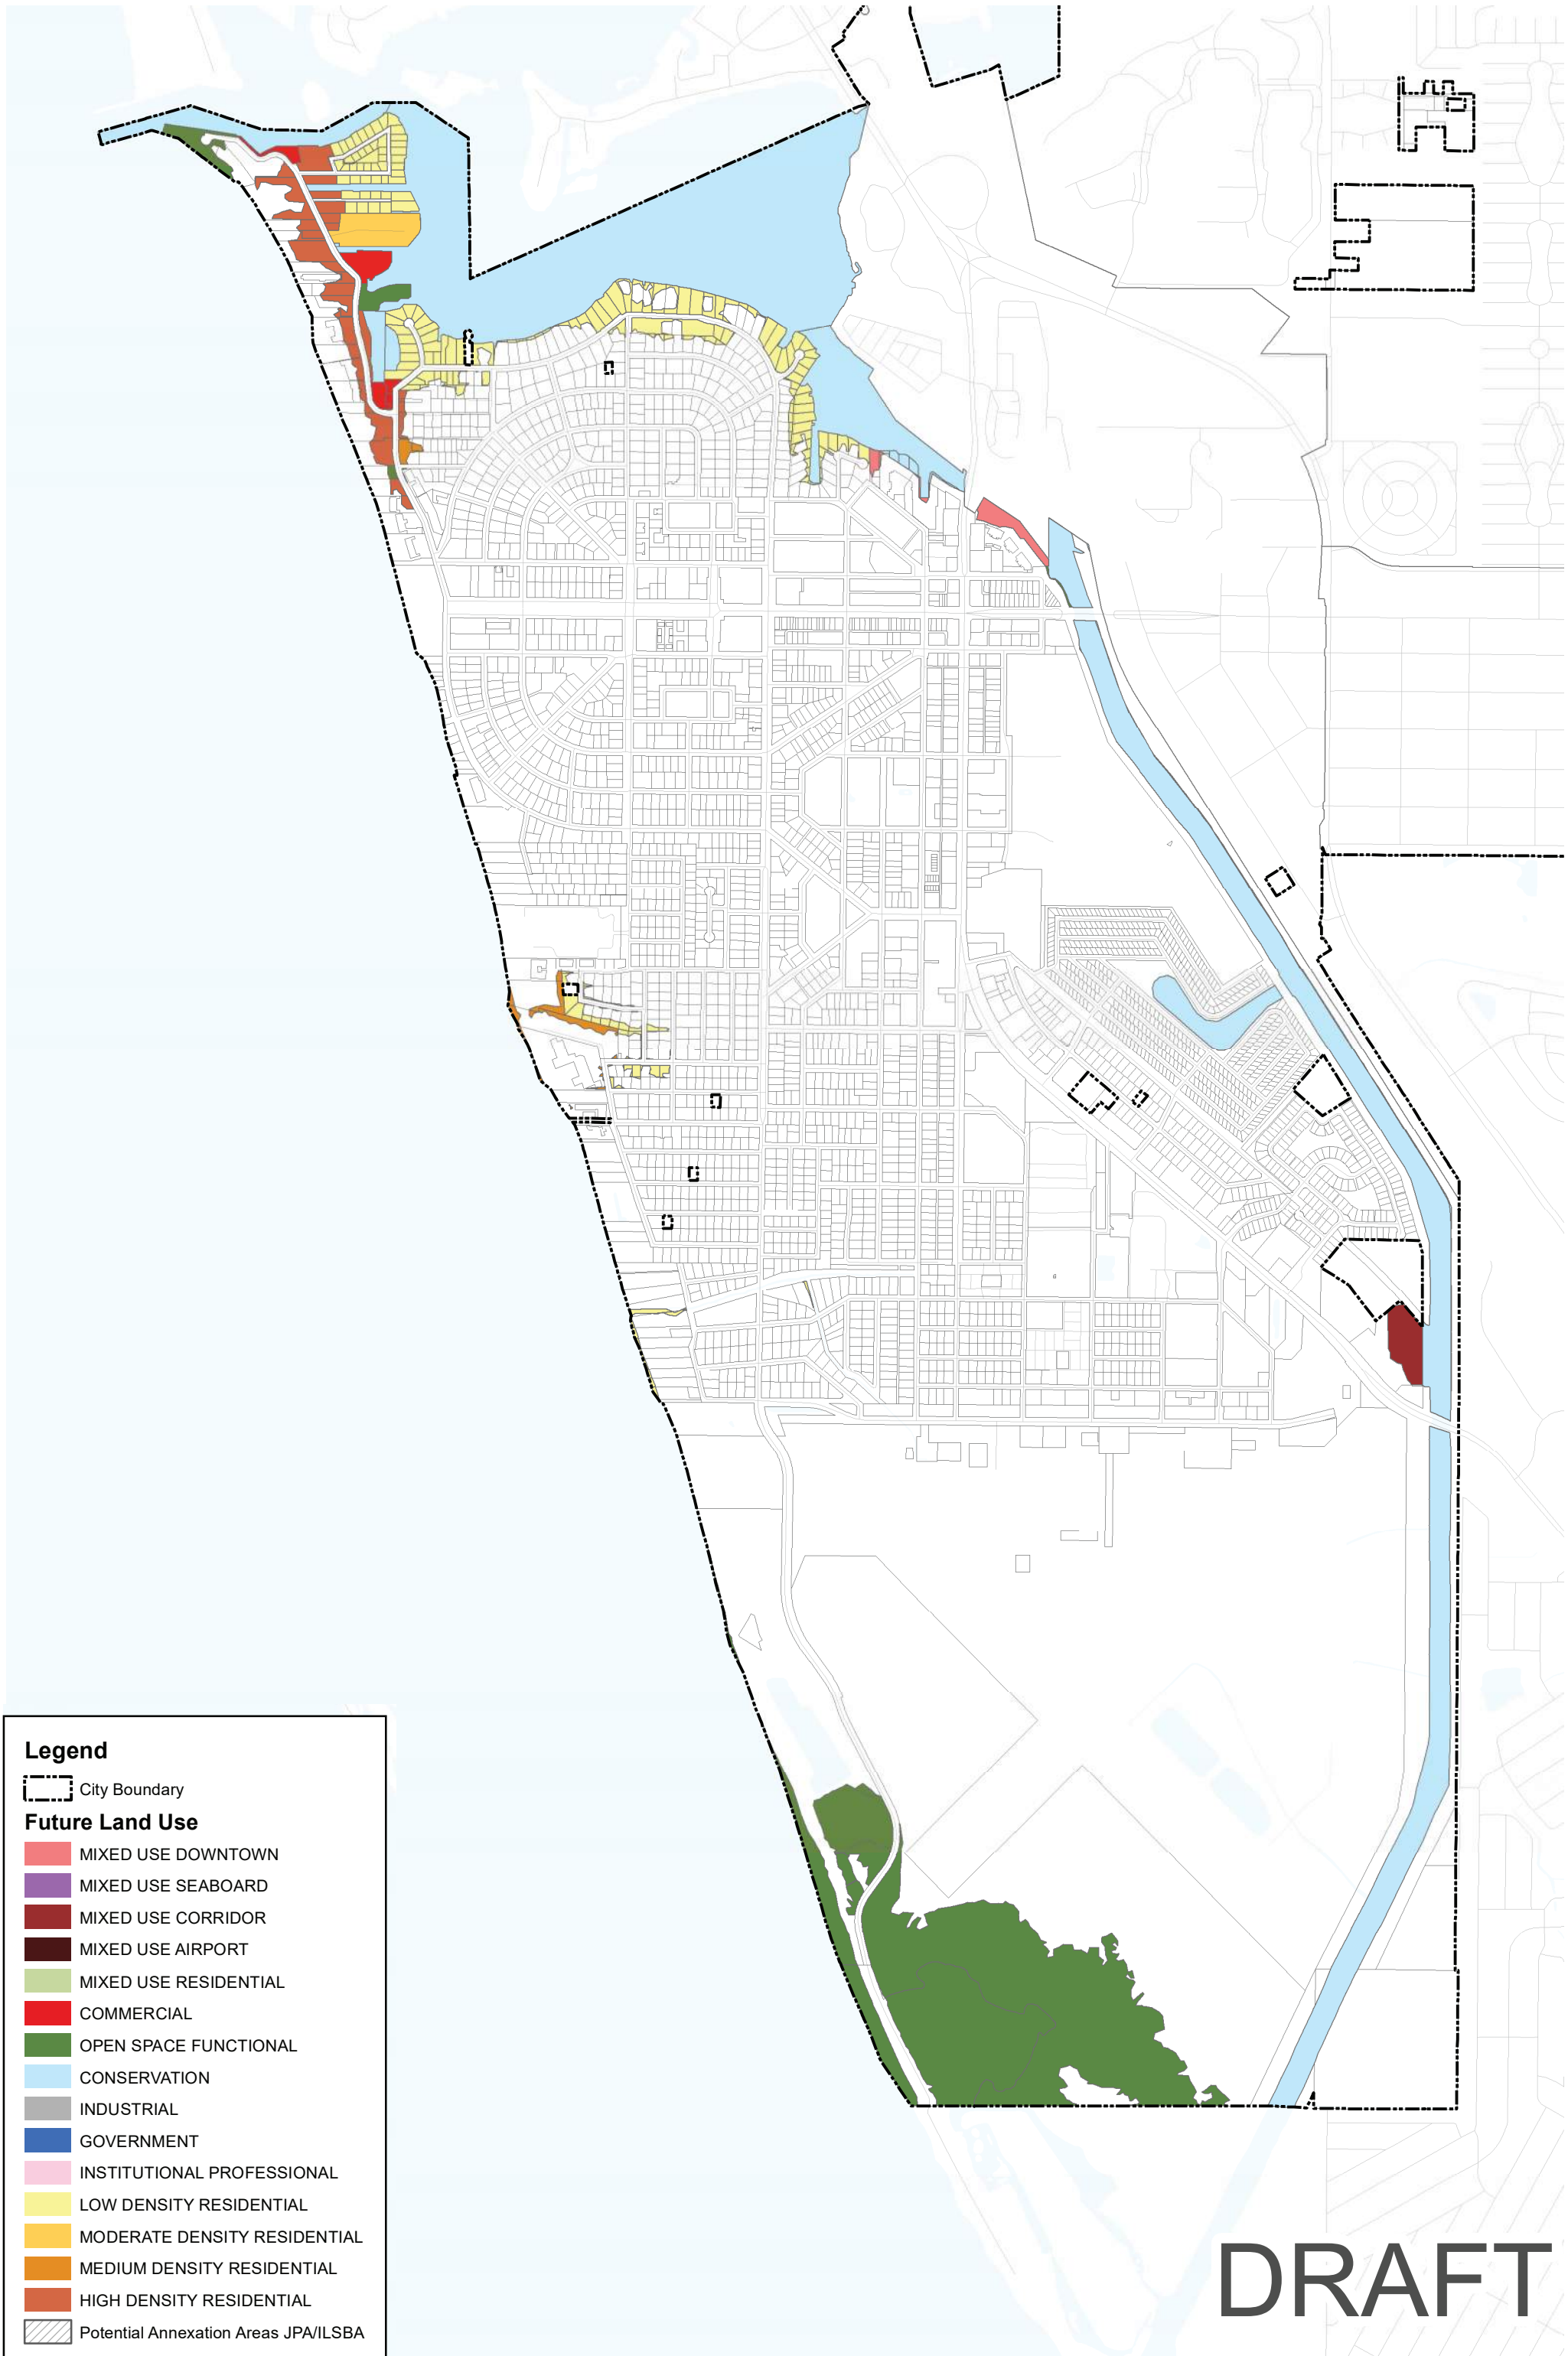 Legend
City Boundary
Future Land Use
MIXED USE DOWNTOWN
MIXED USE SEABOARD
MIXED USE CORRIDOR
MIXED USE AIRPORT
MIXED USE RESIDENTIAL
COMMERCIAL
OPEN SPACE FUNCTIONAL
CONSERVATION
INDUSTRIAL
GOVERNMENT
INSTITUTIONAL PROFESSIONAL
LOW DENSITY RESIDENTIAL
MODERATE DENSITY RESIDENTIAL
MEDIUM DENSITY RESIDENTIAL
HIGH DENSITY RESIDENTIAL
Potential Annexation Areas JPA/ILSBA
DRAFT